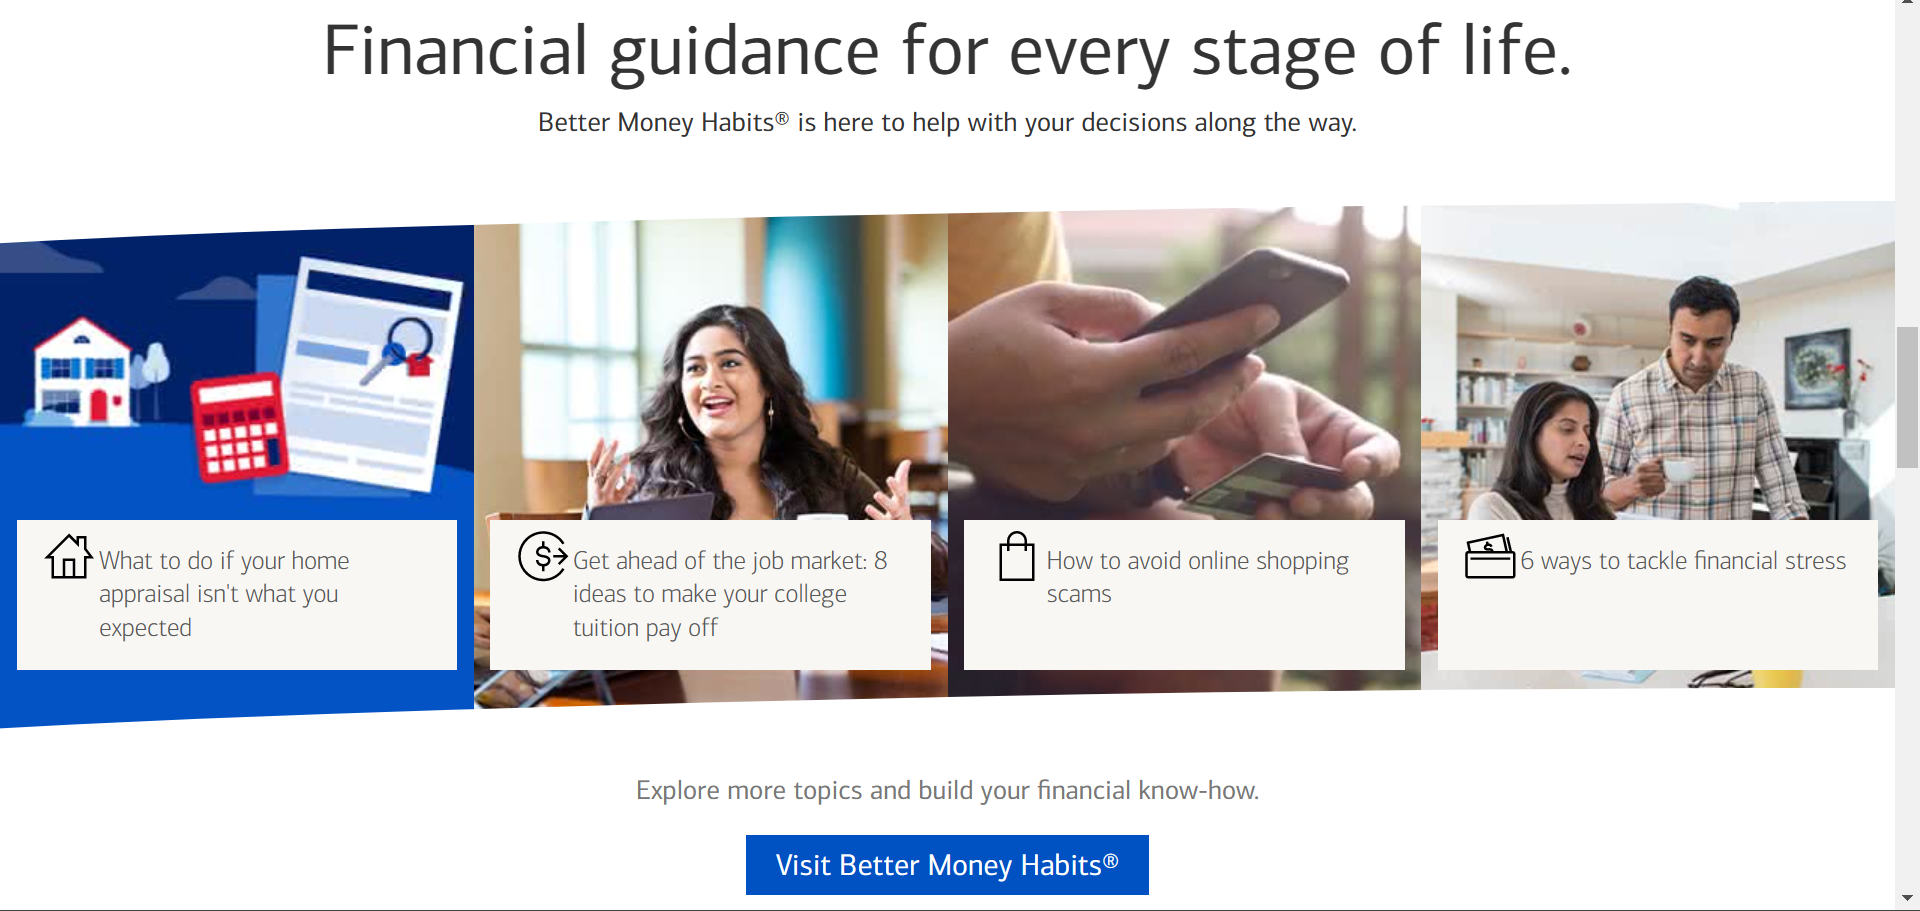 Financial guidance for every stage of life.
Better Money Habits® is here to help with your decisions along the way.
What to do if your home
appraisal isn't what you
expected
Get ahead of the job market: 8
ideas to make your college
tuition pay off
How to avoid online shopping
scams
6 ways to tackle financial stress
Explore more topics and build your financial know-how.
Visit Better Money Habits®